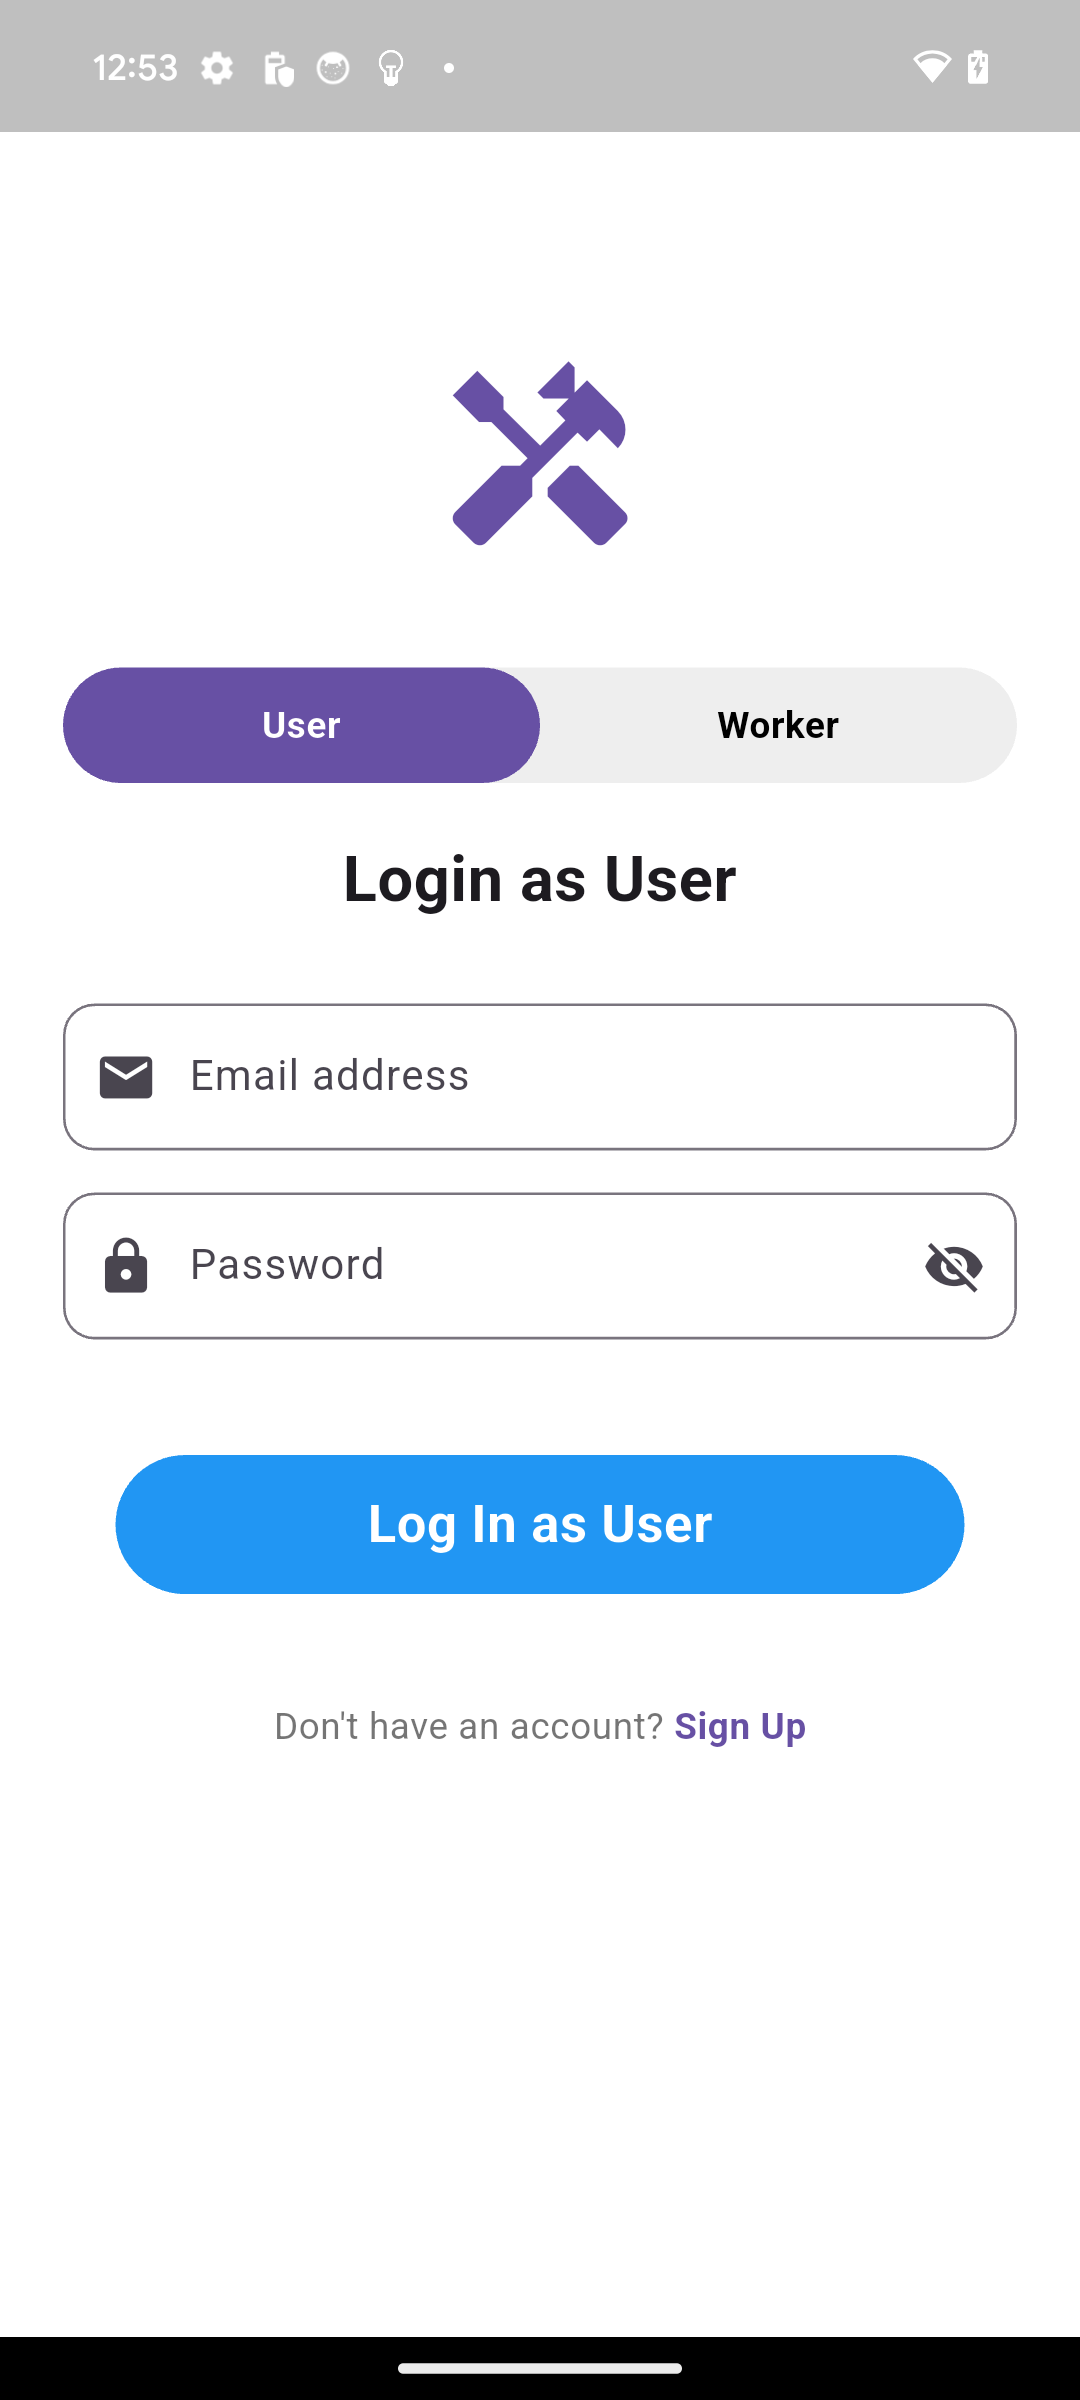 12:53
User Worker
Login as User
Email address
Password
Log In as User
Don't have an account? Sign Up